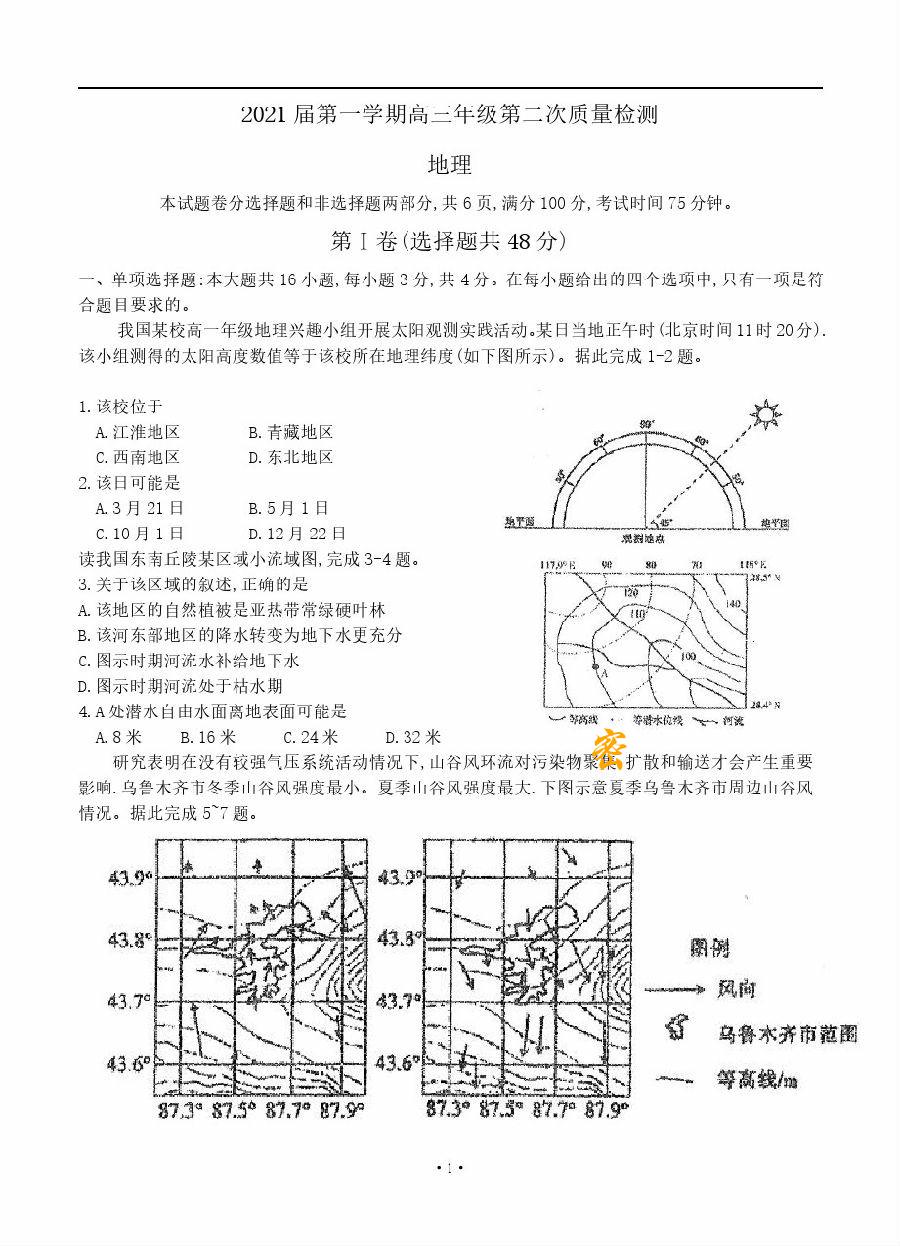 2021 届第一学期高三年级第二次质量检测
地理
本试题卷分选择题和非选择题两部分,共 6 页,满分 100 分,考试时间 75 分钟。
第 I 卷(选择题共 48 分)
一、单项选择题:本大题共 16 小题,每小题 3 分,共 4 分。在每小题给出的四个选项中,只有一项是符
合题目要求的。
我国某校高一年级地理兴趣小组开展太阳观测实践活动。某日当地正午时(北京时间 11 时 20 分).
该小组测得的太阳高度数值等于该校所在地理纬度(如下图所示)。据此完成 1-2 题。
1. 该校位于
A. 江淮地区 B. 青藏地区
C. 西南地区 D. 东北地区
2. 该日可能是
A. 3 月 21 日 B. 5 月 1 日
C. 10 月 1 日 D. 12 月 22 日
30° 60° 90° 60° 30°
45°
地平面 观测地点 地平面
读我国东南丘陵某区域小流域图,完成 3-4 题。
3. 关于该区域的叙述,正确的是
A. 该地区的自然植被是亚热带常绿硬叶林
B. 该河东部地区的降水转变为地下水更充分
C. 图示时期河流水补给地下水
D. 图示时期河流处于枯水期
4. A 处潜水自由水面离地表面可能是
A. 8 米 B. 16 米 C. 24 米 D. 32 米
90 80 70
28.5° N
120
110
140
100
A
28.4° N
等高线 等潜水位线 河流
密
研究表明在没有较强气压系统活动情况下,山谷风环流对污染物聚集 扩散和输送才会产生重要
影响. 乌鲁木齐市冬季山谷风强度最小。夏季山谷风强度最大. 下图示意夏季乌鲁木齐市周边山谷风
情况。据此完成 5~7 题。
43.9°
43.8°
43.7°
43.6°
87.3° 87.5° 87.7° 87.9°
43.9°
43.8°
43.7°
43.6°
87.3° 87.5° 87.7° 87.9°
图例
风向
乌鲁木齐市范围
等高线/m
· 1 ·